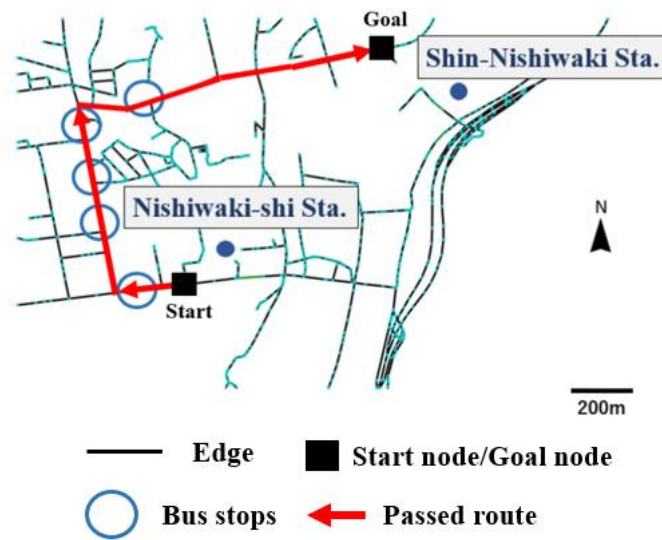 Goal
Shin-Nishiwaki Sta.
Nishiwaki-shi Sta.
N
Start
200m
Edge
Start node/Goal node
Bus stops
Passed route